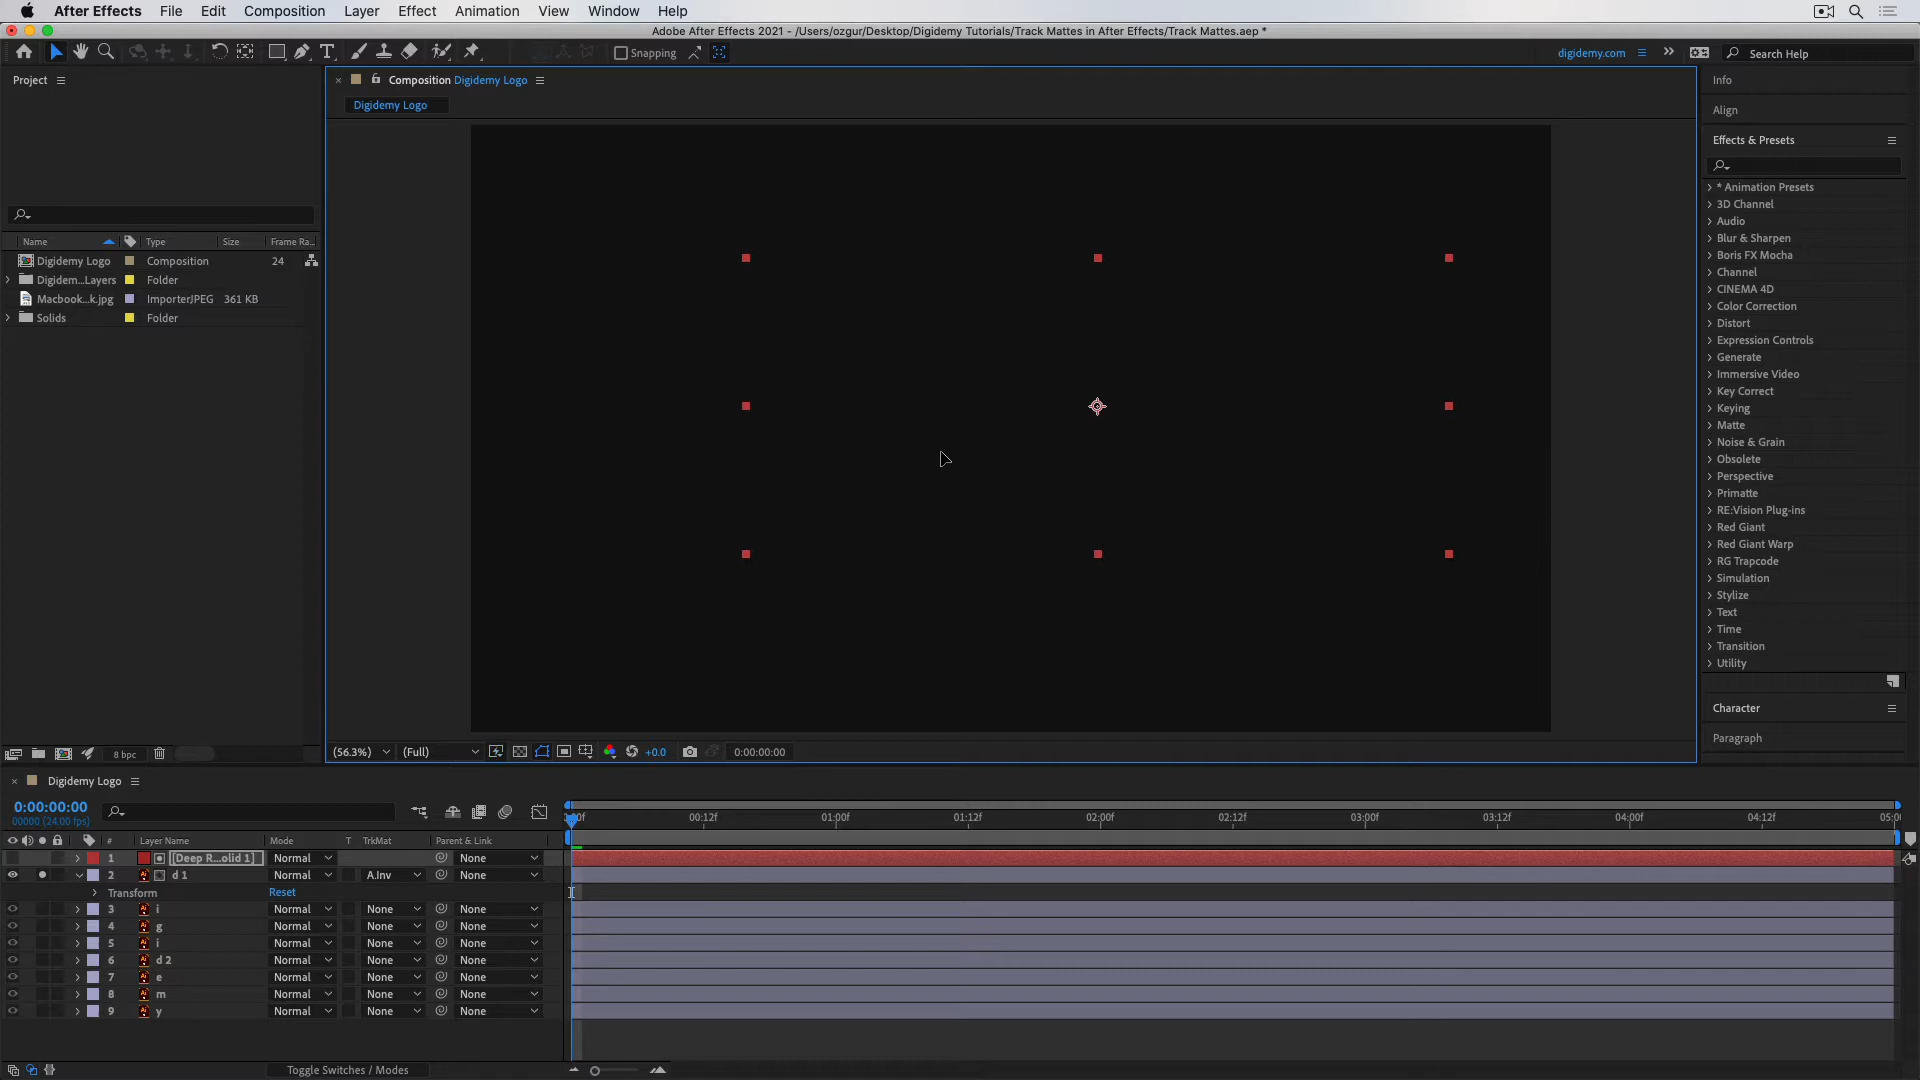 After Effects File Edit Composition Layer Effect Animation View Window Help
Adobe After Effects 2021 - /Users/ozgur/Desktop/Digidemy Tutorials/Track Mattes in After Effects/Track Mattes.aep *
Snapping digidemy.com Search Help
Project
Composition Digidemy Logo
Digidemy Logo
Name Type Size Frame Ra...
Digidemy Logo Composition 24
Digidem...Layers Folder
Macbook...k.jpg ImporterJPEG 361 KB
Solids Folder
Info
Align
Effects & Presets
* Animation Presets
3D Channel
Audio
Blur & Sharpen
Boris FX Mocha
Channel
CINEMA 4D
Color Correction
Distort
Expression Controls
Generate
Immersive Video
Key Correct
Keying
Matte
Noise & Grain
Obsolete
Perspective
Primatte
RE:Vision Plug-ins
Red Giant
Red Giant Warp
RG Trapcode
Simulation
Stylize
Text
Time
Transition
Utility
Character
Paragraph
8 bpc
(56.3%) (Full) +0.0 0:00:00:00
Digidemy Logo
0:00:00:00
00000 (24.00 fps)
:00f 00:12f 01:00f 01:12f 02:00f 02:12f 03:00f 03:12f 04:00f 04:12f 05:0
# Layer Name Mode T TrkMat Parent & Link
1 [Deep R...olid 1] Normal None
2 d 1 Normal A.Inv None
Transform Reset
3 i Normal None None
4 g Normal None None
5 i Normal None None
6 d 2 Normal None None
7 e Normal None None
8 m Normal None None
9 y Normal None None
Toggle Switches / Modes